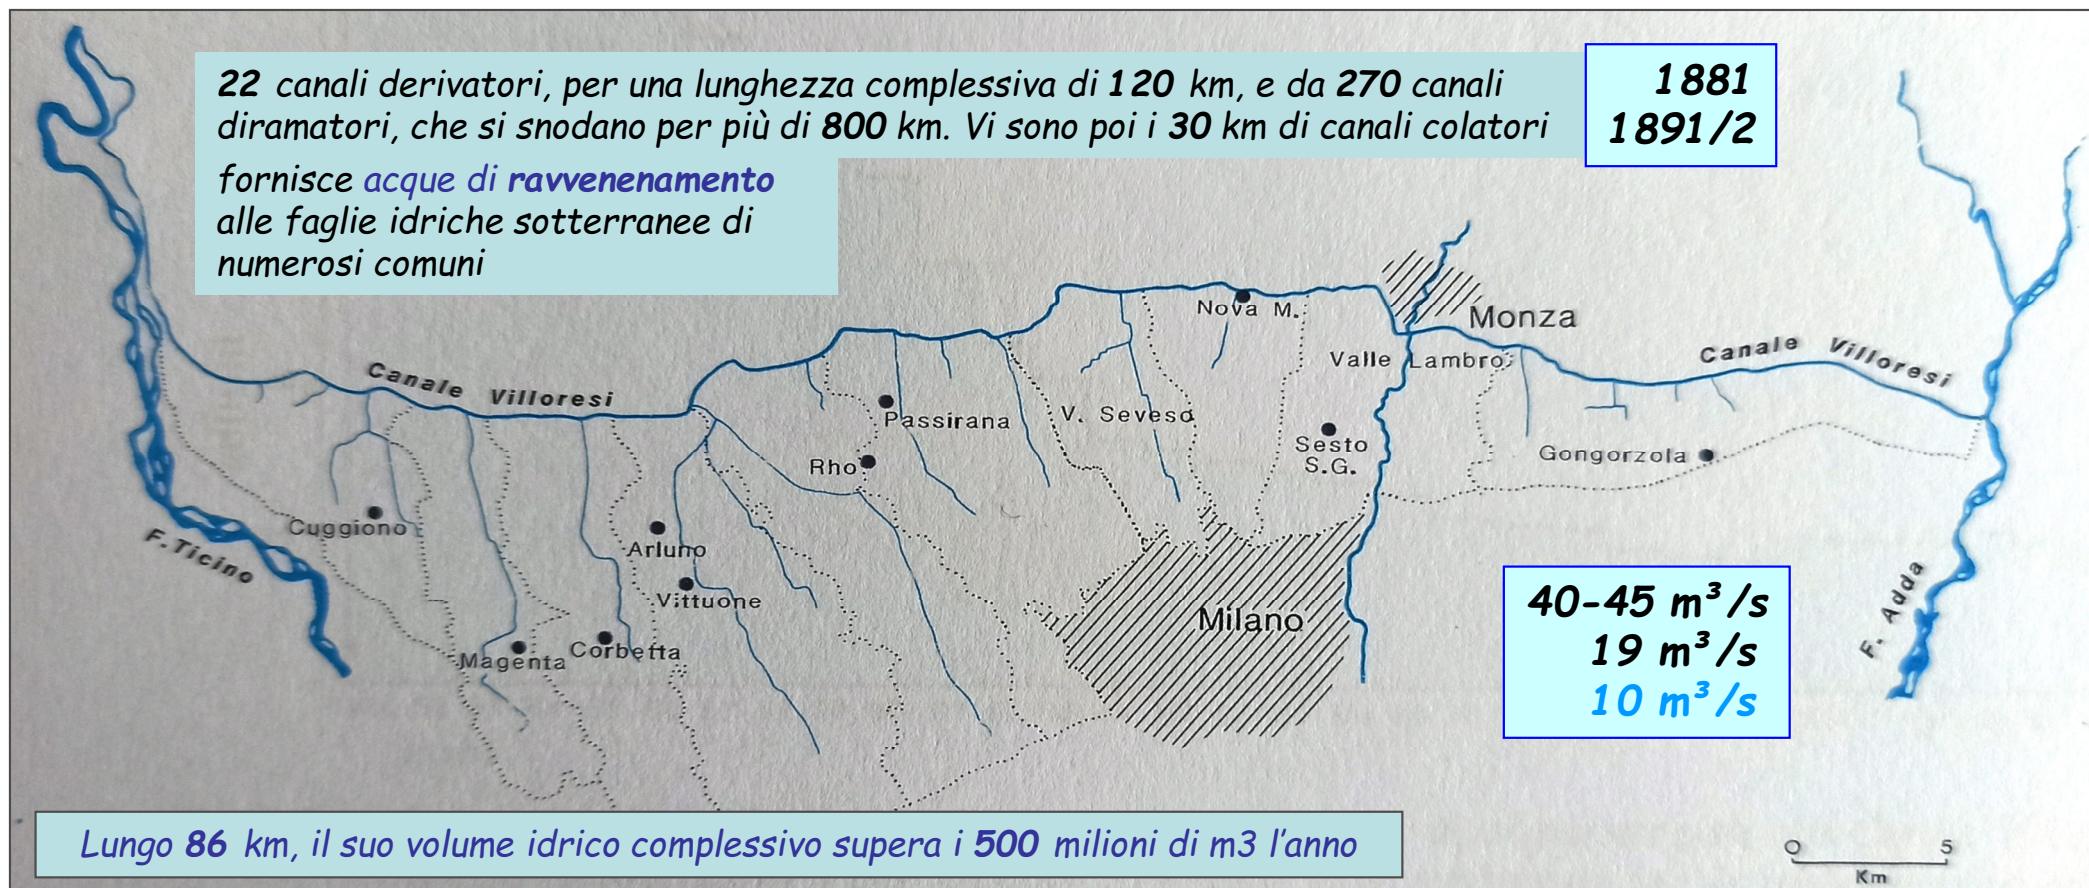 22 canali derivatori, per una lunghezza complessiva di 120 km, e da 270 canali
diramatori, che si snodano per più di 800 km. Vi sono poi i 30 km di canali colatori
fornisce acque di ravvenenamento
alle faglie idriche sotterranee di
numerosi comuni
1881
1891/2
Nova M.
Monza
Valle Lambro
Canale Villoresi
Canale Villoresi
Passirana
V. Seveso
Sesto
S.G.
Rho
Gongorzola
Cuggiono
F. Ticino
Arluno
Vittuone
Milano
Magenta
Corbetta
F. Adda
40-45 m³/s
19 m³/s
10 m³/s
Lungo 86 km, il suo volume idrico complessivo supera i 500 milioni di m3 l'anno
0 5
Km